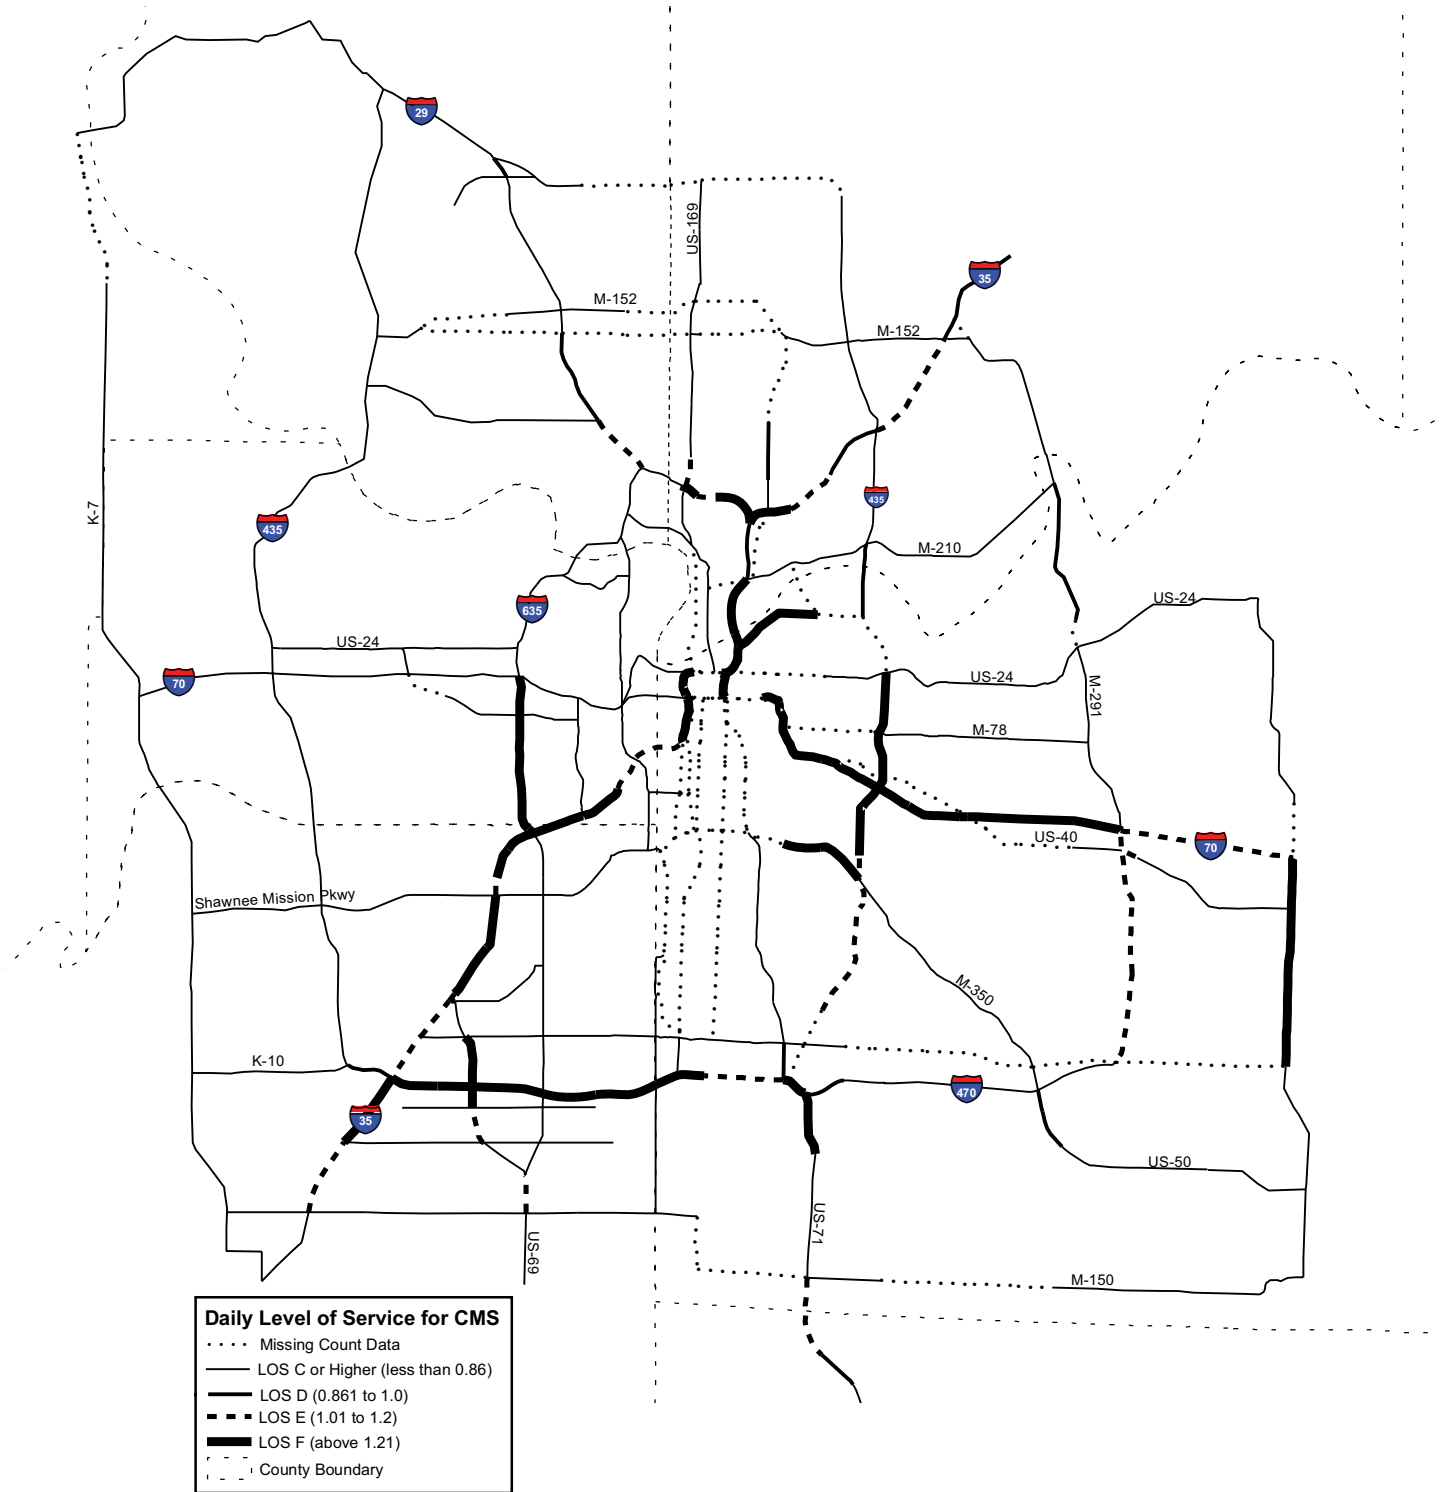 29
US-169
35
M-152
M-152
K-7
435
435
M-210
635
US-24
US-24
70
US-24
M-291
M-78
US-40
70
Shawnee Mission Pkwy
M-350
K-10
470
35
US-50
US-71
US-69
M-150
Daily Level of Service for CMS
Missing Count Data
LOS C or Higher (less than 0.86)
LOS D (0.861 to 1.0)
LOS E (1.01 to 1.2)
LOS F (above 1.21)
County Boundary